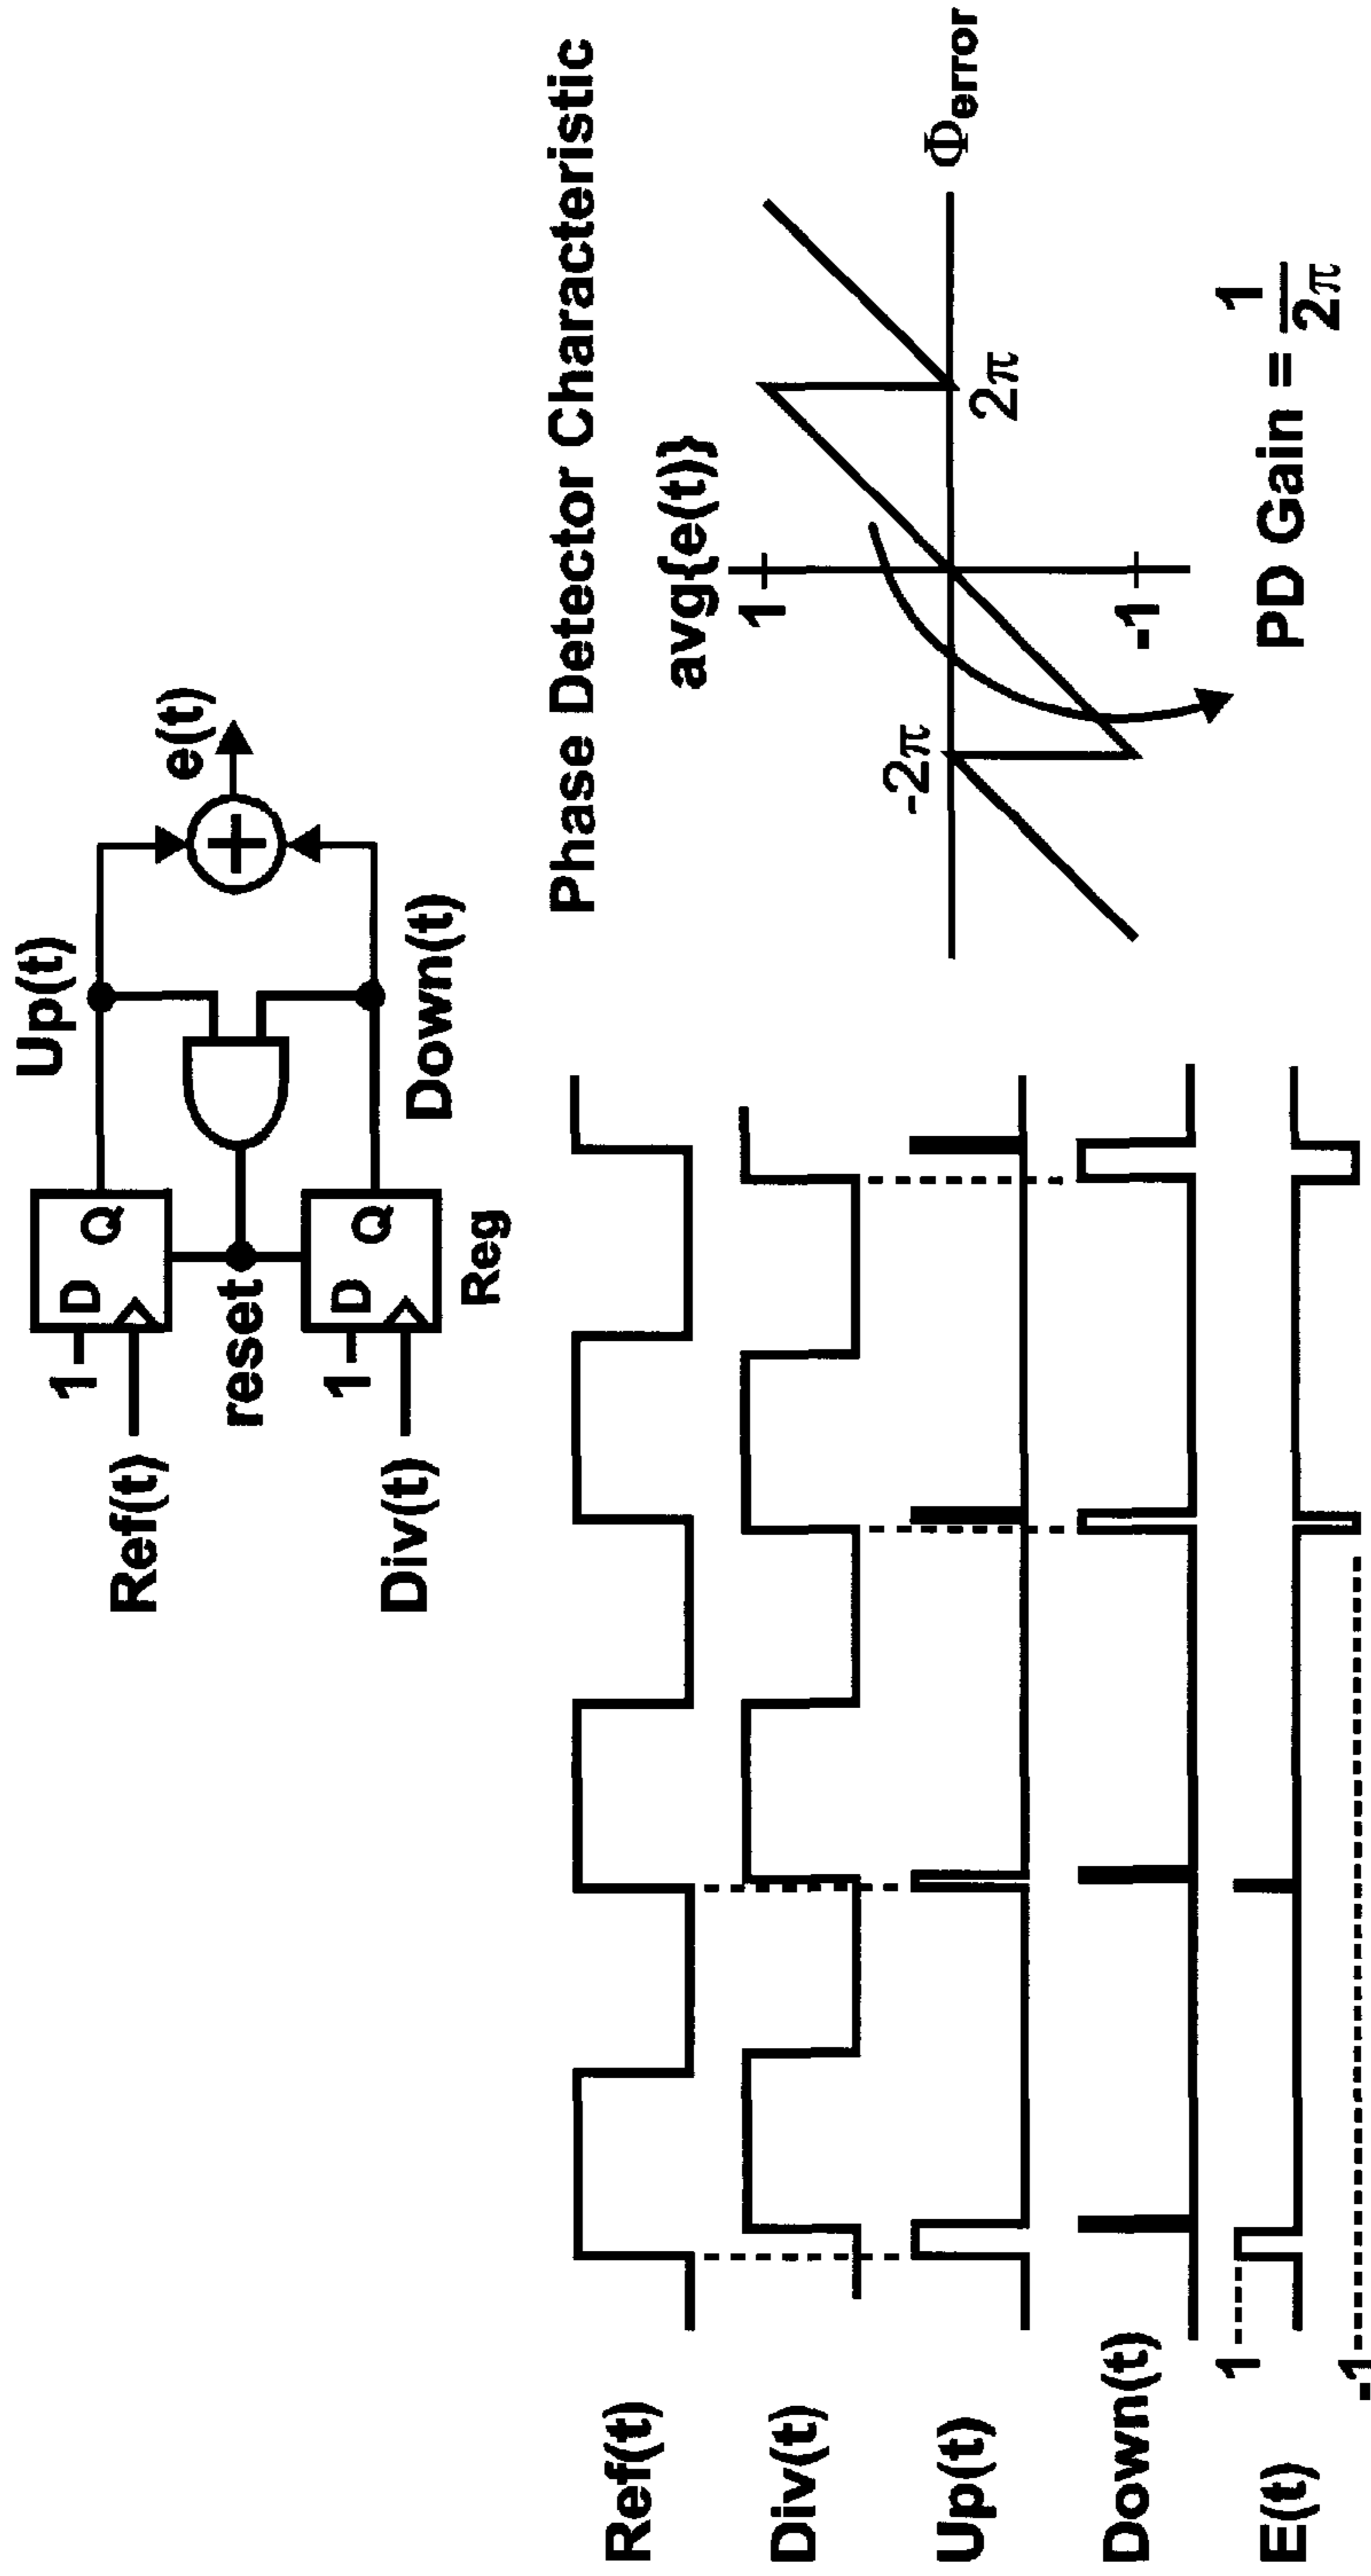 Up(t)
1
D
Q
Ref(t)
e(t)
+
reset
1
D
Q
Div(t)
Down(t)
Reg
Ref(t)
Div(t)
Up(t)
Down(t)
1
E(t)
-1
Phase Detector Characteristic
avg{e(t)}
1
-2π
2π
Φerror
-1
PD Gain = 1/2π